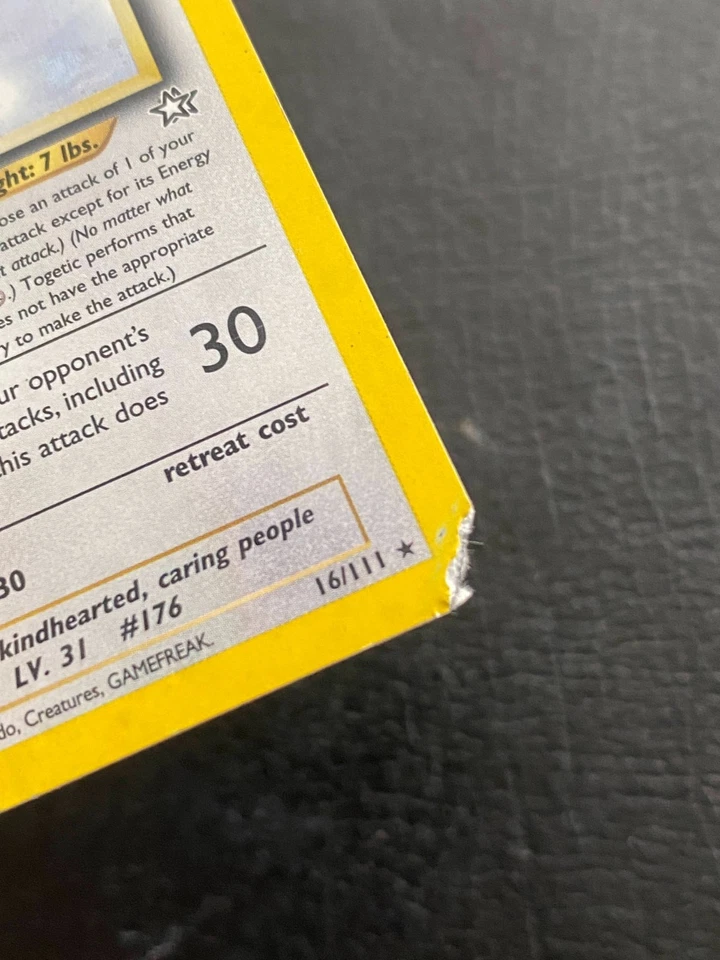 ght: 7 lbs.
ose an attack of 1 of your
attack except for its Energy
t attack.) (No matter what
.) Togetic performs that
es not have the appropriate
y to make the attack.)
ur opponent's
tacks, including
his attack does
30
retreat cost
30
kindhearted, caring people
LV. 31 #176
16/111 ★
do, Creatures, GAMEFREAK.